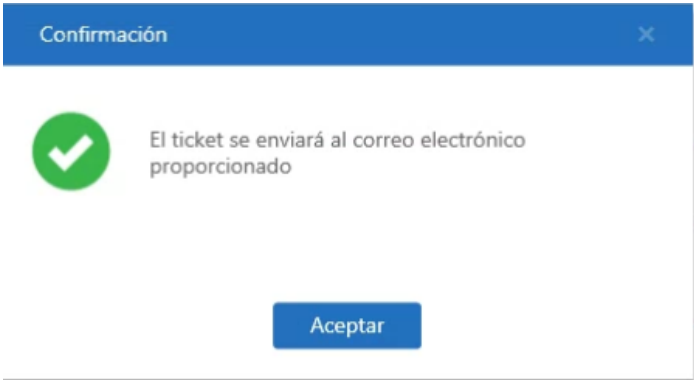 Confirmación
El ticket se enviará al correo electrónico
proporcionado
Aceptar